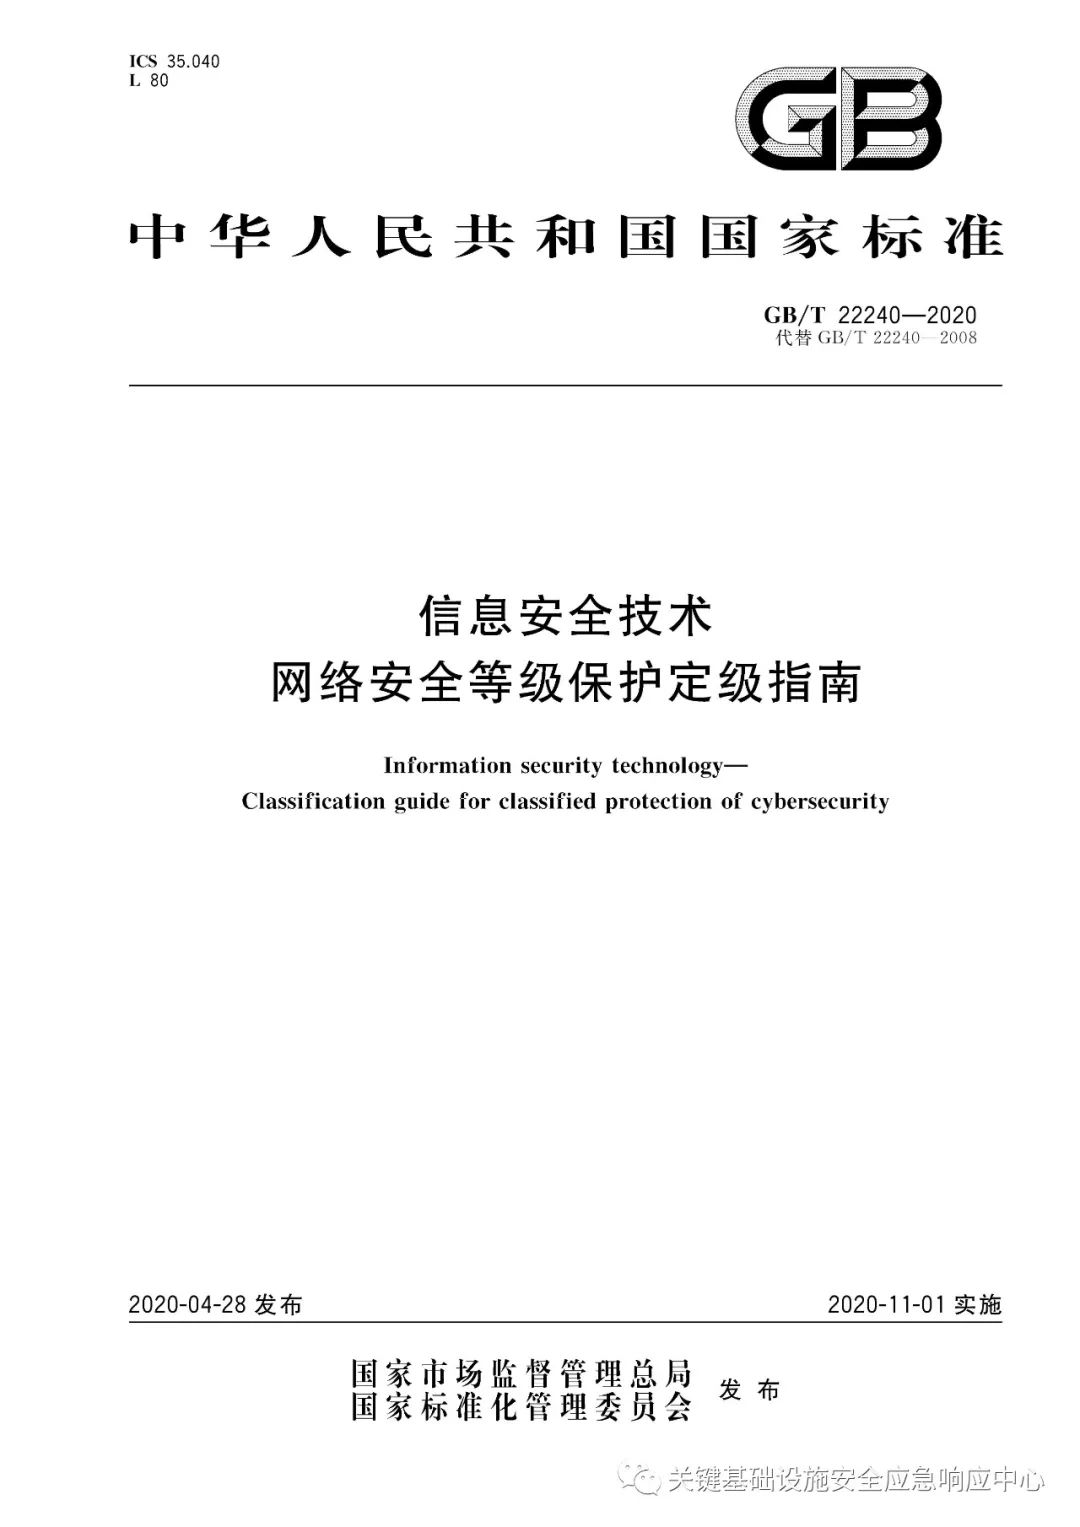 ICS 35.040
L 80
GB
中华人民共和国国家标准
GB/T 22240—2020
代替 GB/T 22240—2008
信息安全技术
网络安全等级保护定级指南
Information security technology—
Classification guide for classified protection of cybersecurity
2020-04-28 发布
2020-11-01 实施
国家市场监督管理总局
国家标准化管理委员会
发布
关键基础设施安全应急响应中心